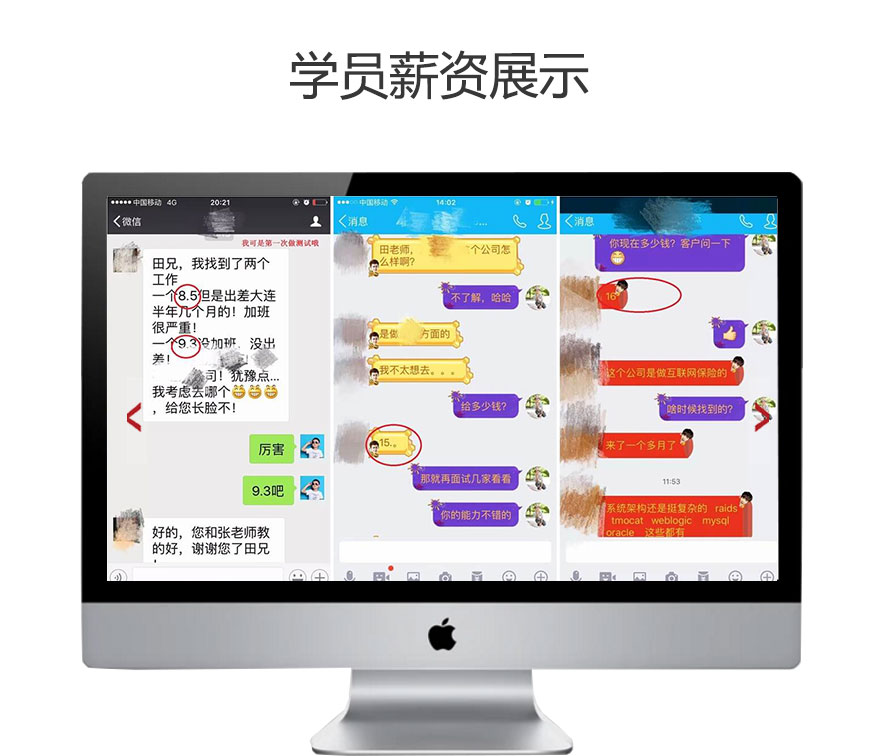 学员薪资展示
中国移动 4G
20:21
微信
我可是第一次做测试哦
田兄，我找到了两个
工作
一个8.5但是出差大连
半年几个月的！加班
很严重！
一个9.3没加班，没出
差！
司！犹豫点...
我考虑去哪个
，给您长脸不！
厉害
9.3吧
好的，您和张老师教
的好，谢谢您了田兄
！
中国移动
14:02
消息
田老师，
个公司怎
么样啊？
不了解，哈哈
是做
方面的
我不太想去。。。
给多少钱？
15.。
那就再面试几家看看
你的能力不错的
消息
你现在多少钱？客户问一下
16
这个公司是做互联网保险的
啥时候找到的？
来了一个多月了
11:53
系统架构还是挺复杂的 raids
tmocat weblogic mysql
oracle 这些都有